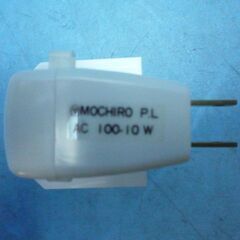 MOCHIRO P.L
AC 100-10 W